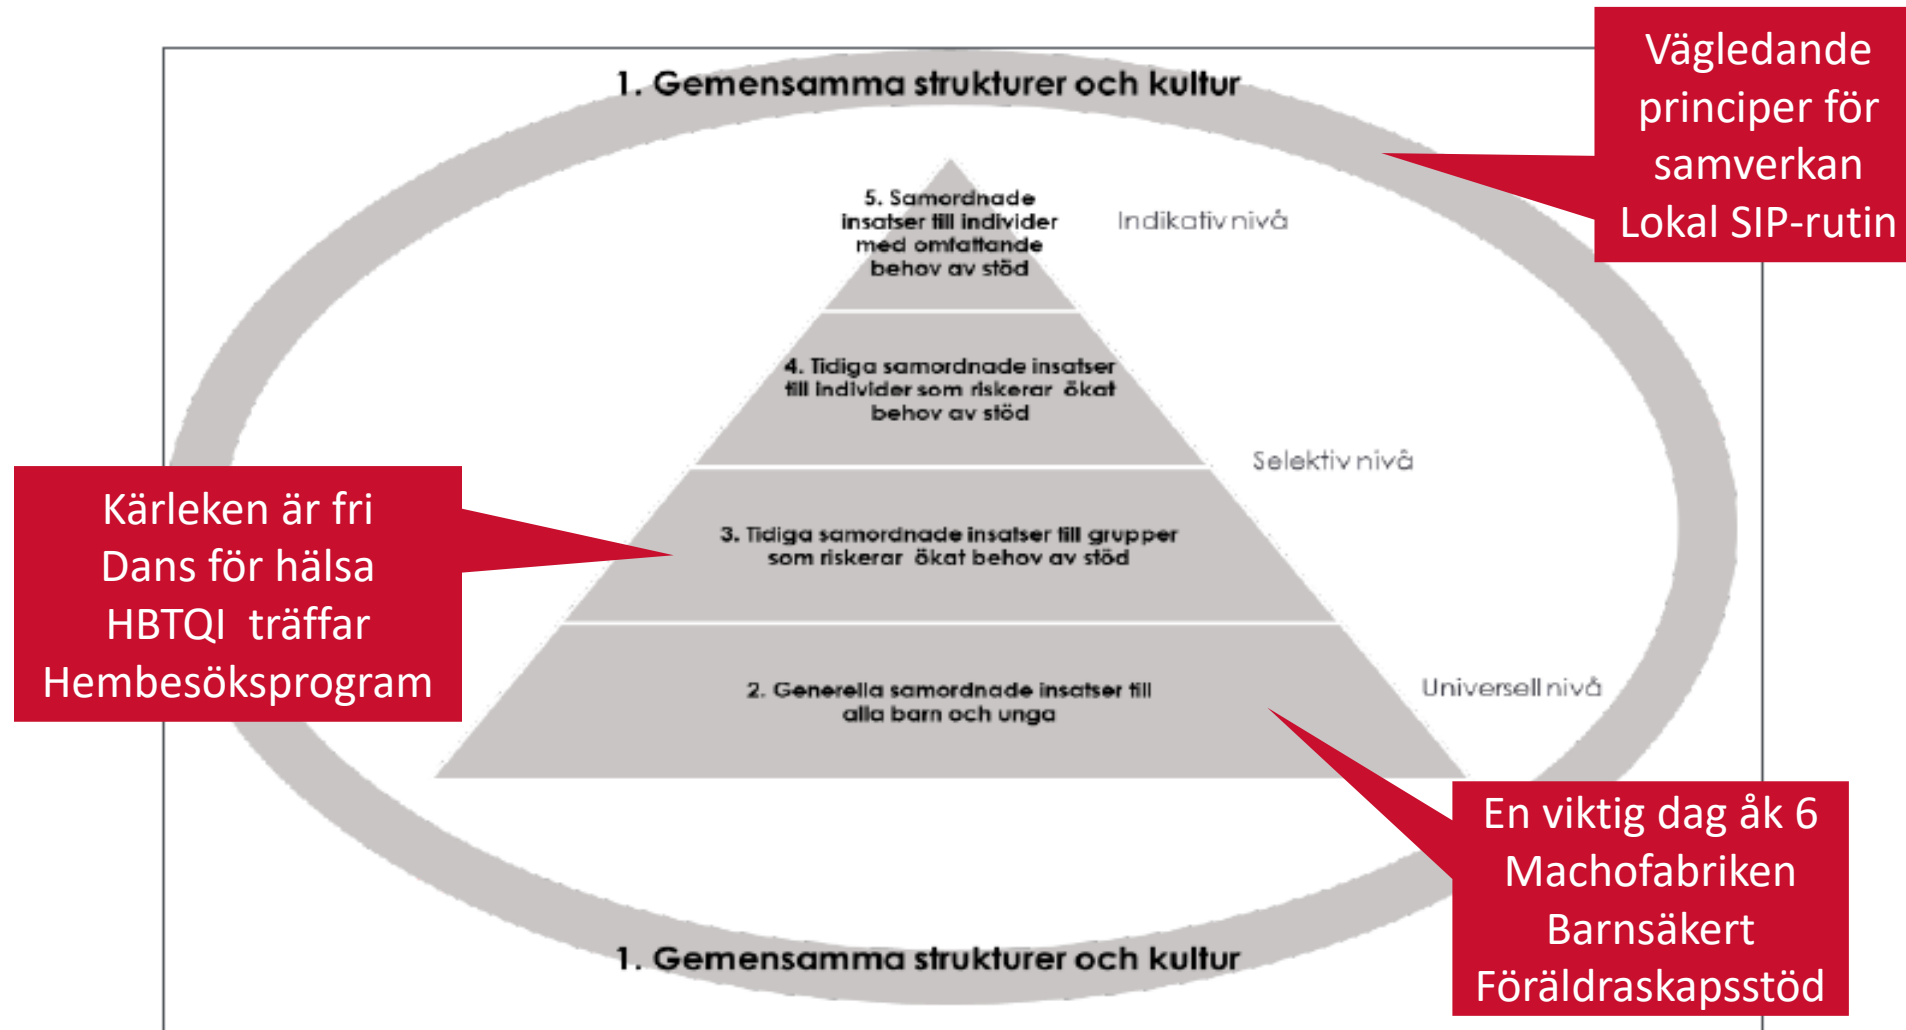 1. Gemensamma strukturer och kultur
Vägledande
principer för
samverkan
Lokal SIP-rutin
5. Samordnade
insatser till individer
med omfattande
behov av stöd
Indikativ nivå
4. Tidiga samordnade insatser
till individer som riskerar ökat
behov av stöd
Selektiv nivå
Kärleken är fri
Dans för hälsa
HBTQI träffar
Hembesöksprogram
3. Tidiga samordnade insatser till grupper
som riskerar ökat behov av stöd
2. Generella samordnade insatser till
alla barn och unga
Universell nivå
En viktig dag åk 6
Machofabriken
Barnsäkert
Föräldraskapsstöd
1. Gemensamma strukturer och kultur